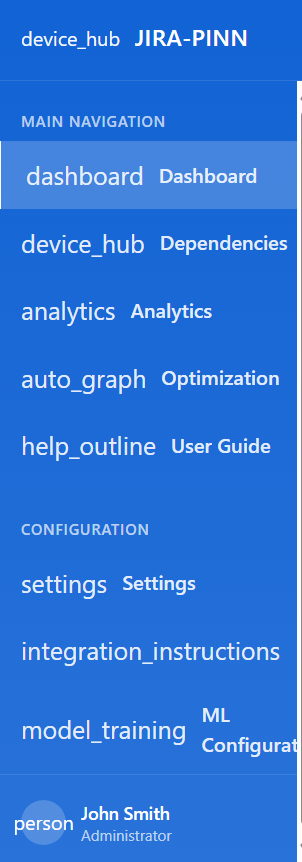 device_hub JIRA-PINN
MAIN NAVIGATION
dashboard Dashboard
device_hub Dependencies
analytics Analytics
auto_graph Optimization
help_outline User Guide
CONFIGURATION
settings Settings
integration_instructions
model_training ML
Configurat
person John Smith
Administrator